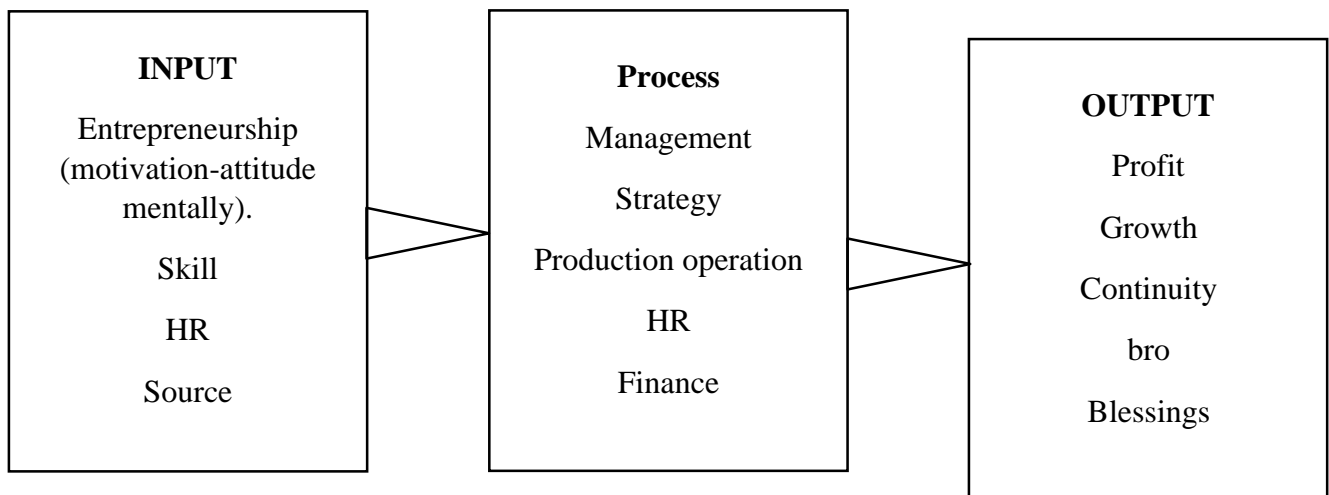 INPUT
Entrepreneurship
(motivation-attitude
mentally).
Skill
HR
Source
Process
Management
Strategy
Production operation
HR
Finance
OUTPUT
Profit
Growth
Continuity
bro
Blessings